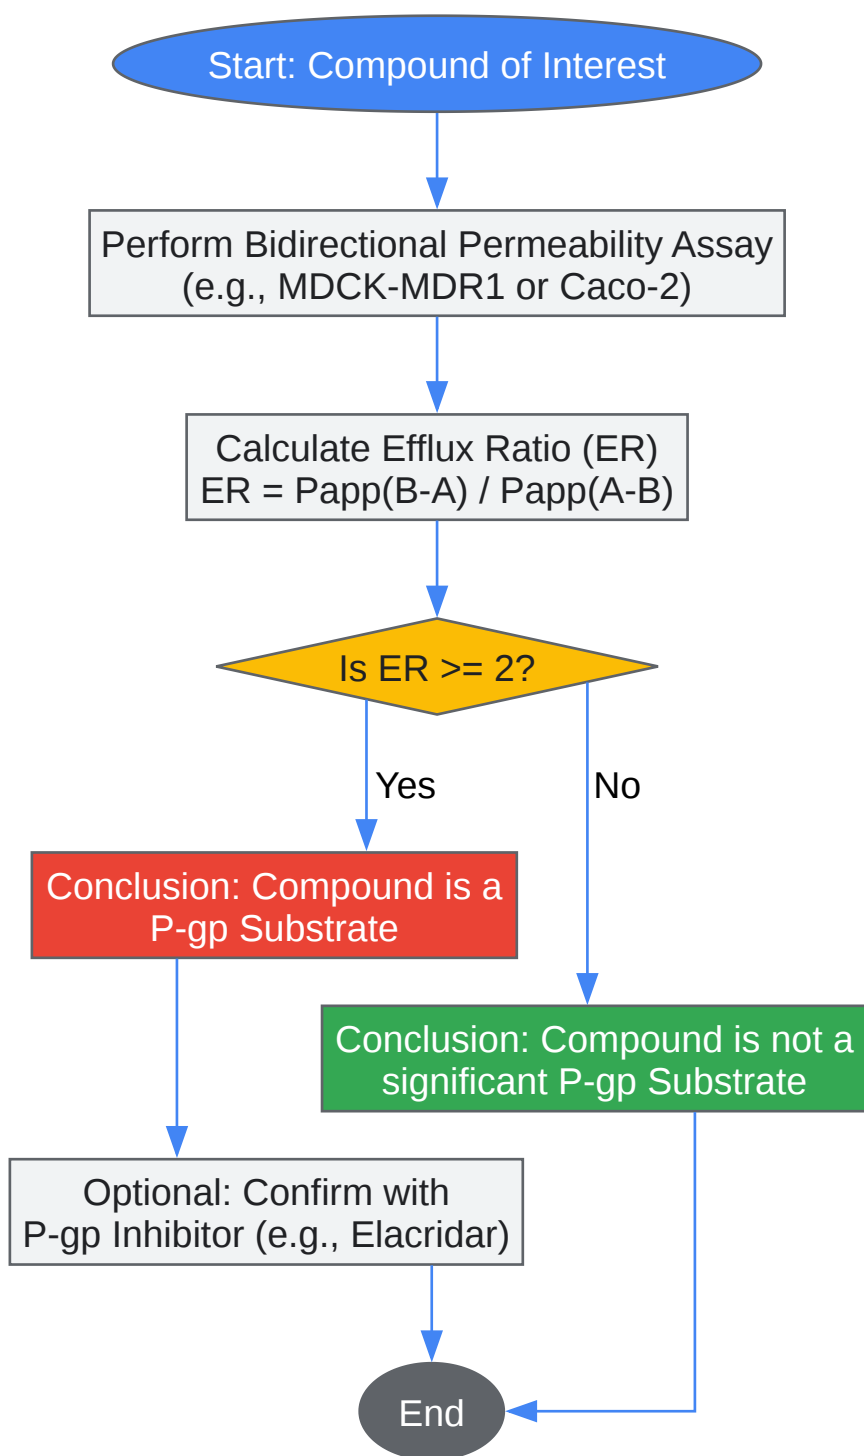 Start: Compound of Interest
Perform Bidirectional Permeability Assay
(e.g., MDCK-MDR1 or Caco-2)
Calculate Efflux Ratio (ER)
ER = Papp(B-A) / Papp(A-B)
Is ER >= 2?
Yes
No
Conclusion: Compound is a
P-gp Substrate
Conclusion: Compound is not a
significant P-gp Substrate
Optional: Confirm with
P-gp Inhibitor (e.g., Elacridar)
End